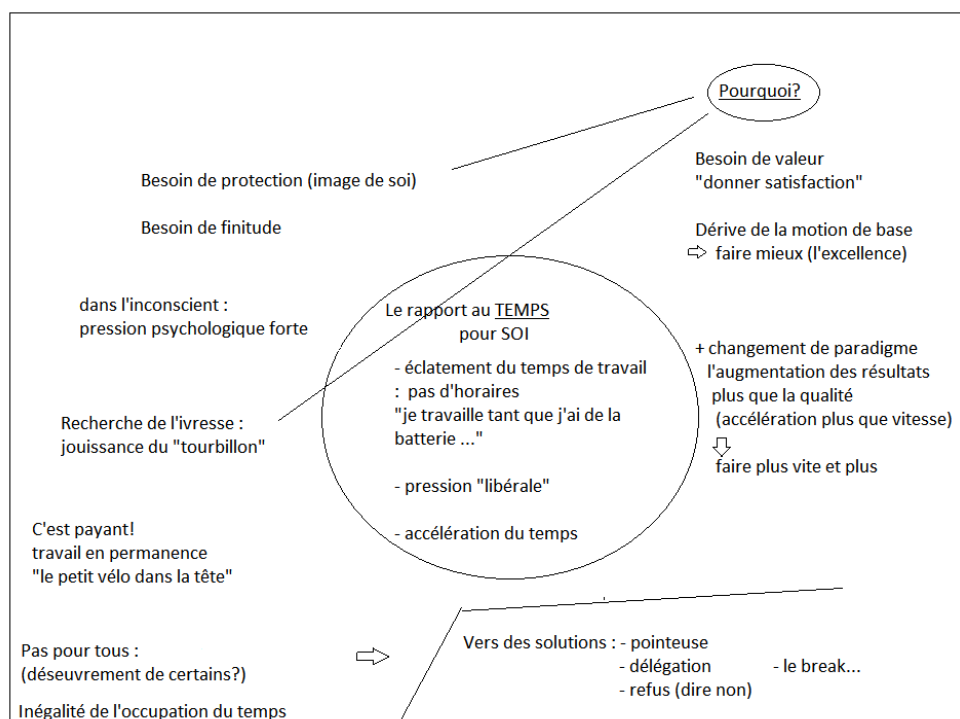 Pourquoi?
Besoin de protection (image de soi)
Besoin de finitude
Besoin de valeur
"donner satisfaction"
Dérive de la motion de base
⇨ faire mieux (l'excellence)
dans l'inconscient :
pression psychologique forte
Le rapport au TEMPS
pour SOI
- éclatement du temps de travail
: pas d'horaires
"je travaille tant que j'ai de la
batterie ..."
- pression "libérale"
- accélération du temps
+ changement de paradigme
l'augmentation des résultats
plus que la qualité
(accélération plus que vitesse)
faire plus vite et plus
Recherche de l'ivresse :
jouissance du "tourbillon"
C'est payant!
travail en permanence
"le petit vélo dans la tête"
Pas pour tous :
(déseuvrement de certains?)
Inégalité de l'occupation du temps
Vers des solutions : - pointeuse
- délégation - le break...
- refus (dire non)